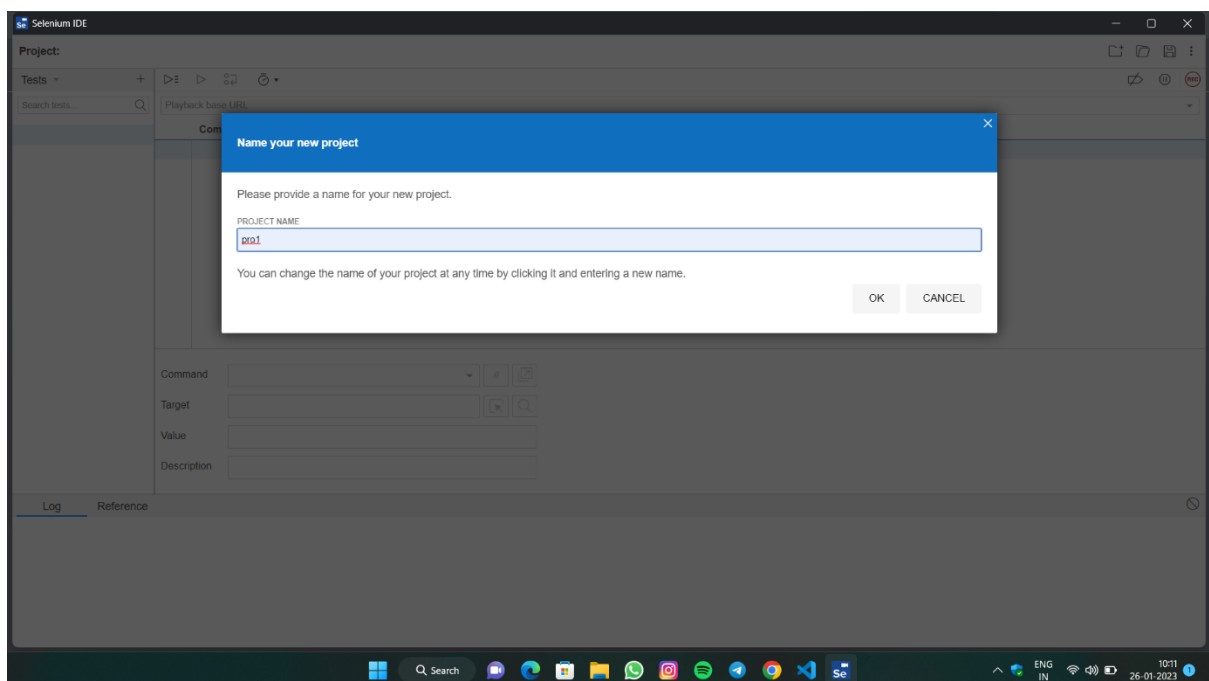 Selenium IDE
Project:
Tests
Search tests...
Playback base URL
Com
Name your new project
Please provide a name for your new project.
PROJECT NAME
pro1
You can change the name of your project at any time by clicking it and entering a new name.
OK CANCEL
Command
//
Target
Value
Description
Log Reference
Search
Se
ENG
IN
10:11
26-01-2023
1
REC